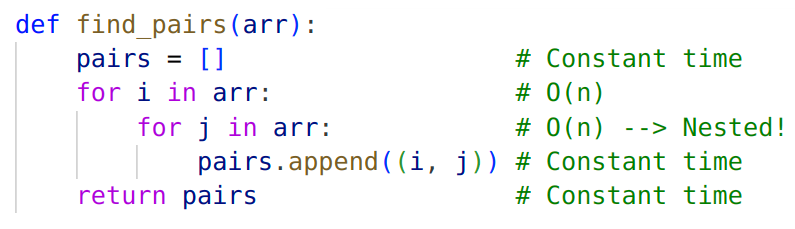 def find_pairs(arr):
    pairs = []                   # Constant time
    for i in arr:                # O(n)
        for j in arr:            # O(n) --> Nested!
            pairs.append((i, j)) # Constant time
    return pairs                 # Constant time